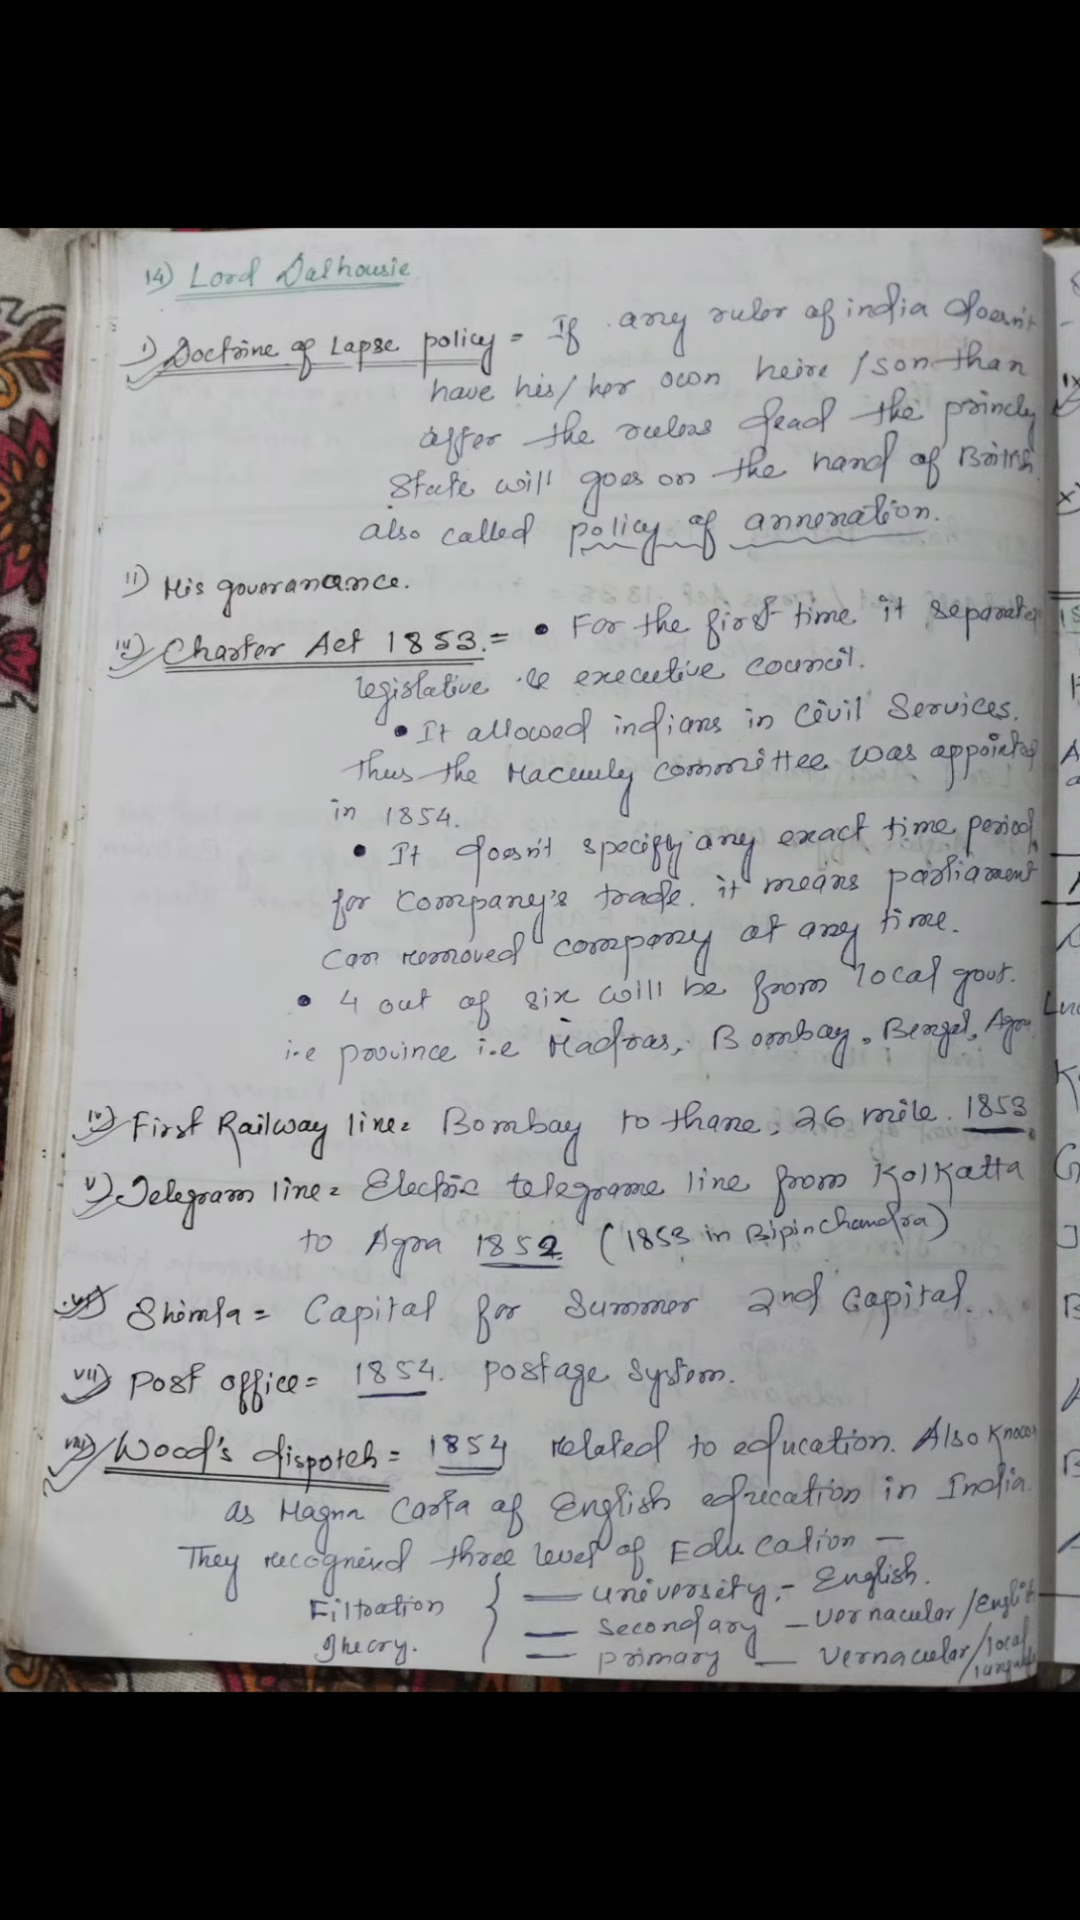 14) Lord Dalhousie
i) Doctrine of Lapse policy = If any ruler of india doesn't
have his/her own heire / son than
after the rulers dead the princly
State will goes on the hand of British
also called policy of annexation.
ii) His governance.
iii) Charter Act 1853. = • For the first time it separates
legislative & executive council.
• It allowed indians in Civil Services.
Thus the Macuuly committee was appointed
in 1854.
• It doesn't specify any exact time period
for company's trade. it means parliament
can removed company at any time.
• 4 out of six will be from local govt.
i.e province i.e Madras, Bombay, Bengal, Agra
iv) First Railway line = Bombay to thane, 26 mile. 1853.
v) Telegram line = Electric telegrame line from Kolkatta
to Agra 1852 (1853 in Bipinchandra)
vi) Shimla = Capital for Summer 2nd Capital.
vii) Post office = 1854. Postage System.
viii) Wood's dispatch = 1854 related to education. Also Know
as Magna Carta of English education in India.
They recognised three level of Education —
Filtration { — university - English.
— Secondary - vernacular/English
Theory. — primary — vernacular/local
language